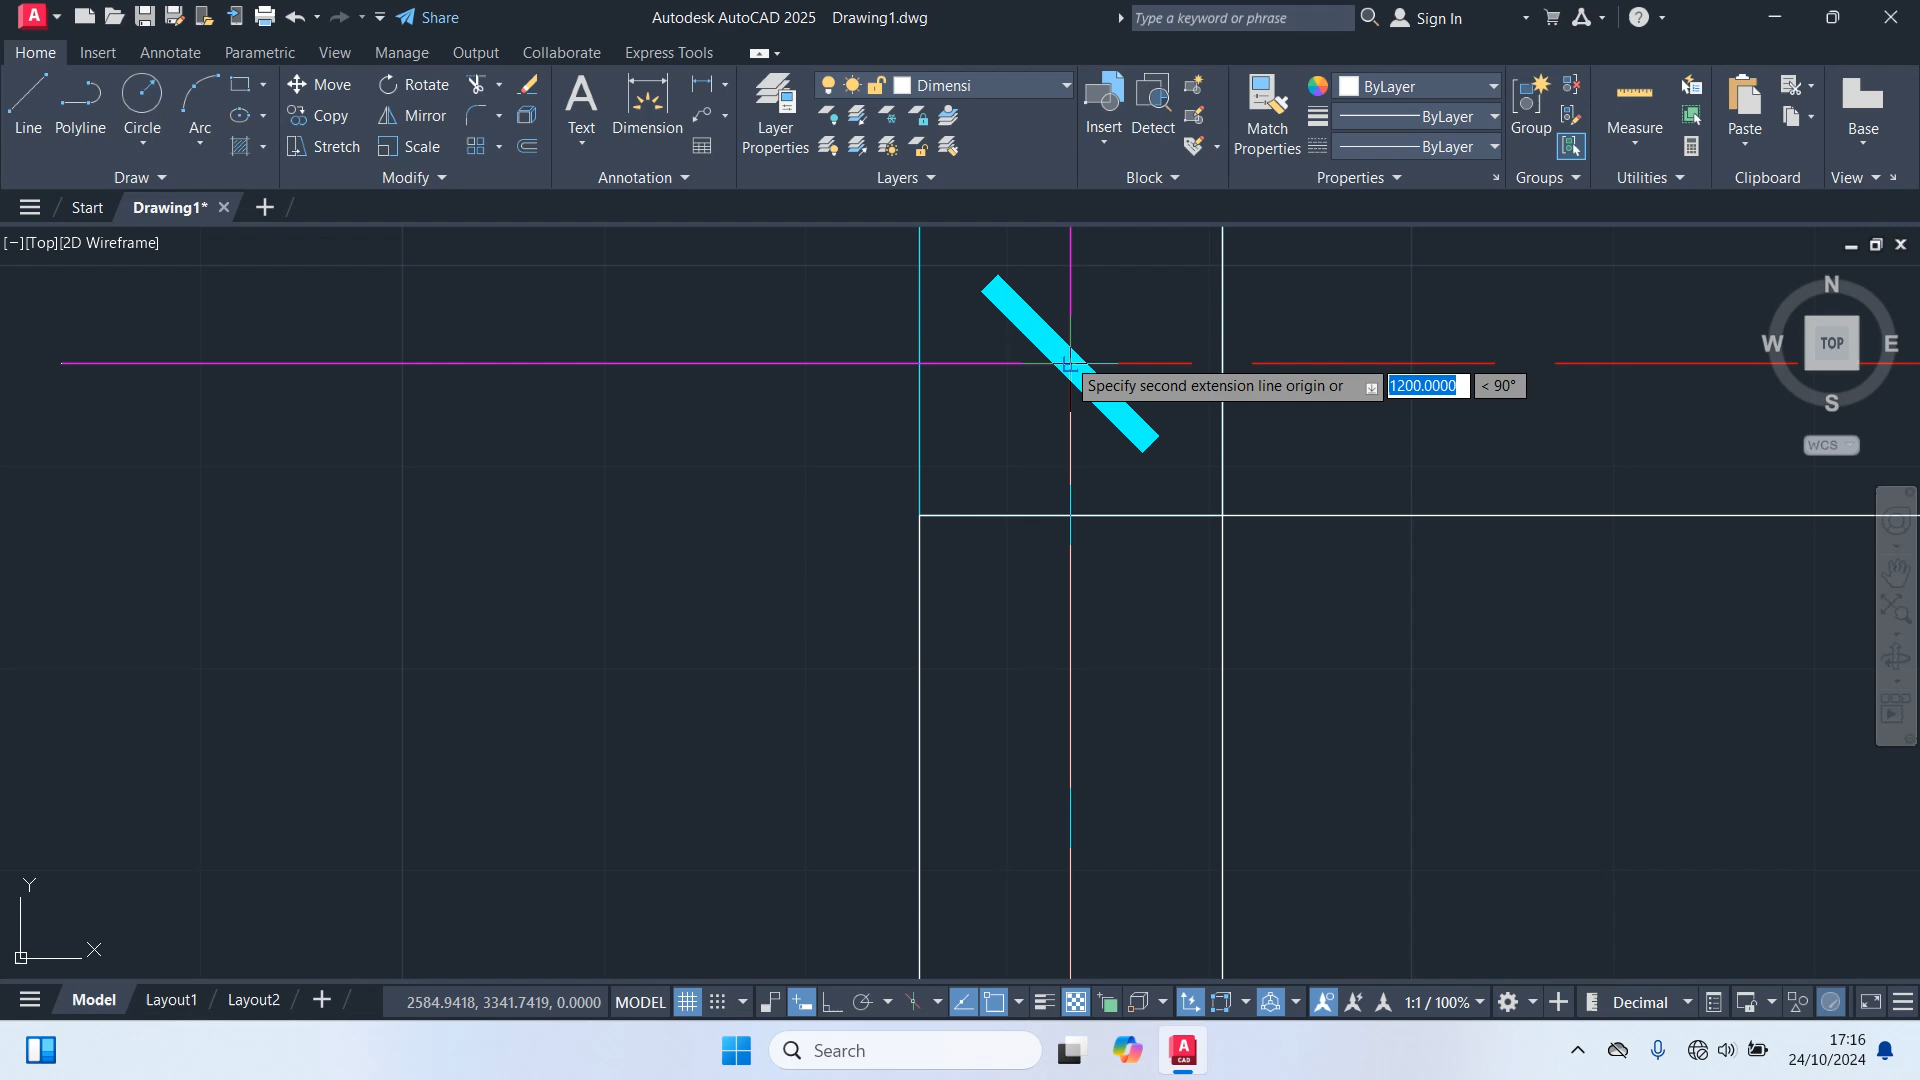 A Share Autodesk AutoCAD 2025 Drawing1.dwg Type a keyword or phrase Sign In
Home Insert Annotate Parametric View Manage Output Collaborate Express Tools
Line Polyline Circle Arc
Move Rotate
Copy Mirror
Stretch Scale
Text Dimension
Layer Properties
Dimensi
Insert Detect
Match Properties
ByLayer
ByLayer
ByLayer
Group
Measure
Paste
Base
Draw Modify Annotation Layers Block Properties Groups Utilities Clipboard View
Start Drawing1*
[−][Top][2D Wireframe]
N
W TOP E
S
WCS
Specify second extension line origin or 1200.0000 < 90°
Y
X
Model Layout1 Layout2 2584.9418, 3341.7419, 0.0000 MODEL 1:1 / 100% Decimal
Search
A CAD
17:16
24/10/2024